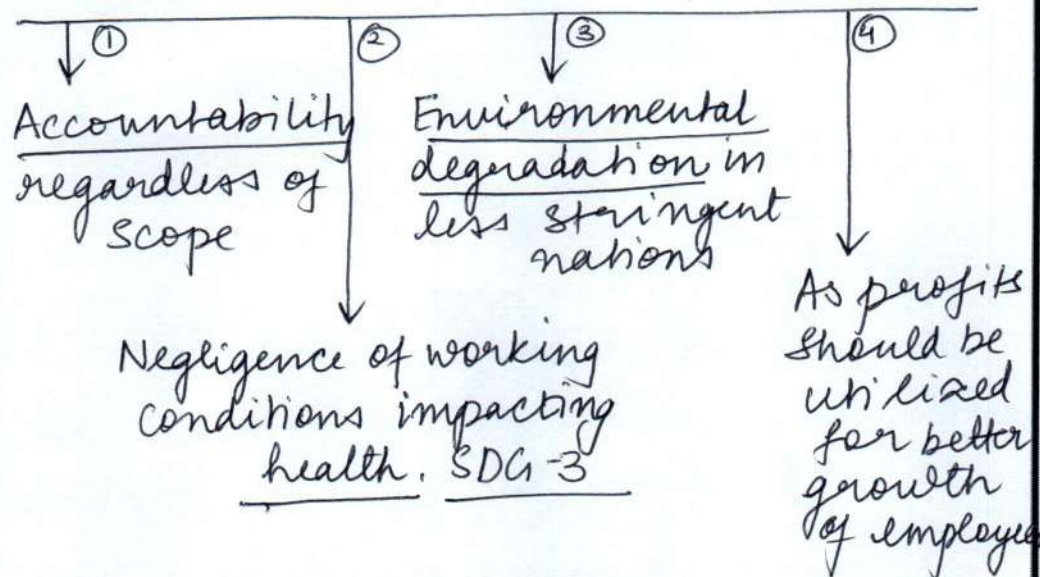 ①
Accountability
regardless of
scope
②
Negligence of working
conditions impacting
health. SDG-3
③
Environmental
degradation in
less stringent
nations
④
As profits
should be
utilized
for better
growth
of employees